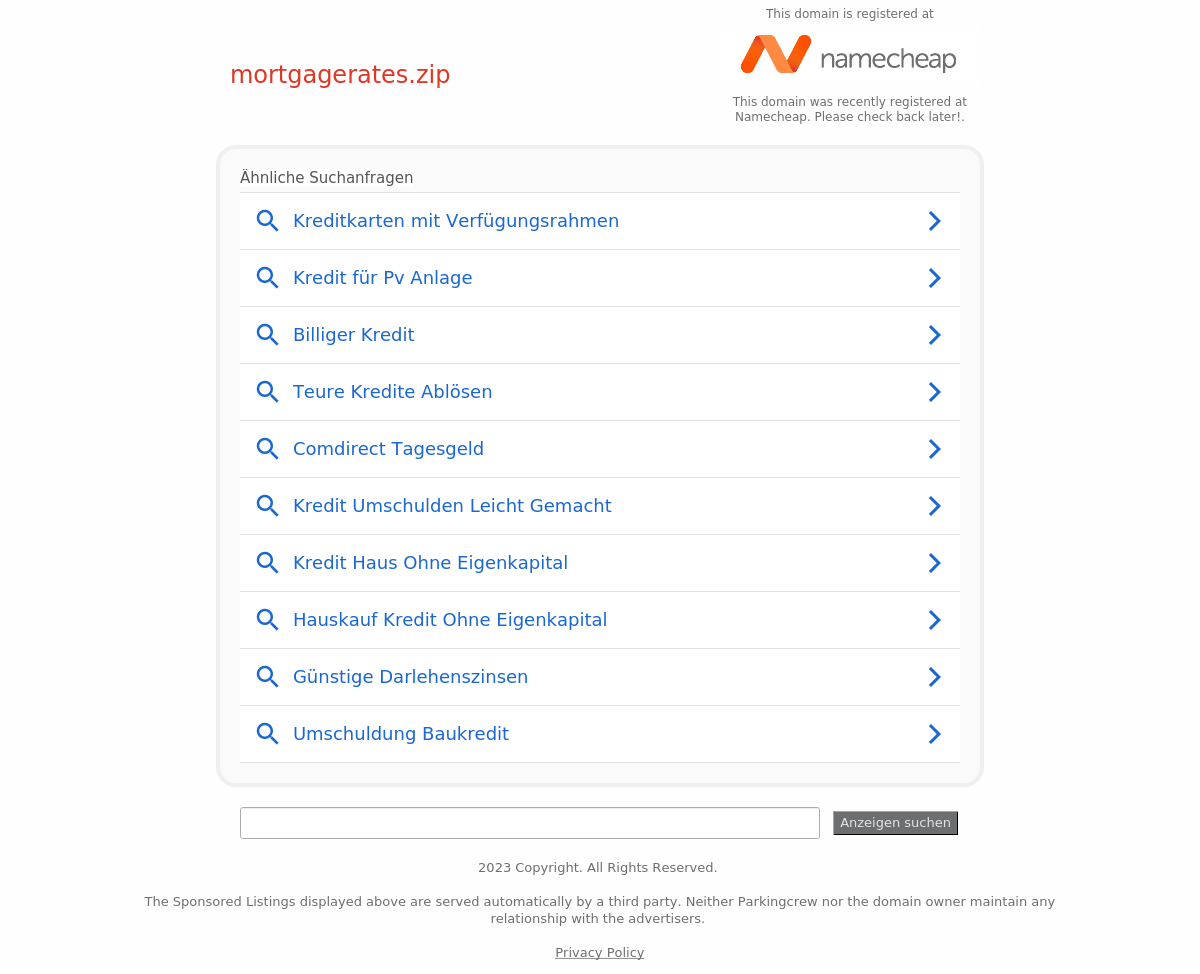 This domain is registered at
namecheap
mortgagerates.zip
This domain was recently registered at
Namecheap. Please check back later!.
Ähnliche Suchanfragen
Kreditkarten mit Verfügungsrahmen
Kredit für Pv Anlage
Billiger Kredit
Teure Kredite Ablösen
Comdirect Tagesgeld
Kredit Umschulden Leicht Gemacht
Kredit Haus Ohne Eigenkapital
Hauskauf Kredit Ohne Eigenkapital
Günstige Darlehenszinsen
Umschuldung Baukredit
Anzeigen suchen
2023 Copyright. All Rights Reserved.
The Sponsored Listings displayed above are served automatically by a third party. Neither Parkingcrew nor the domain owner maintain any
relationship with the advertisers.
Privacy Policy